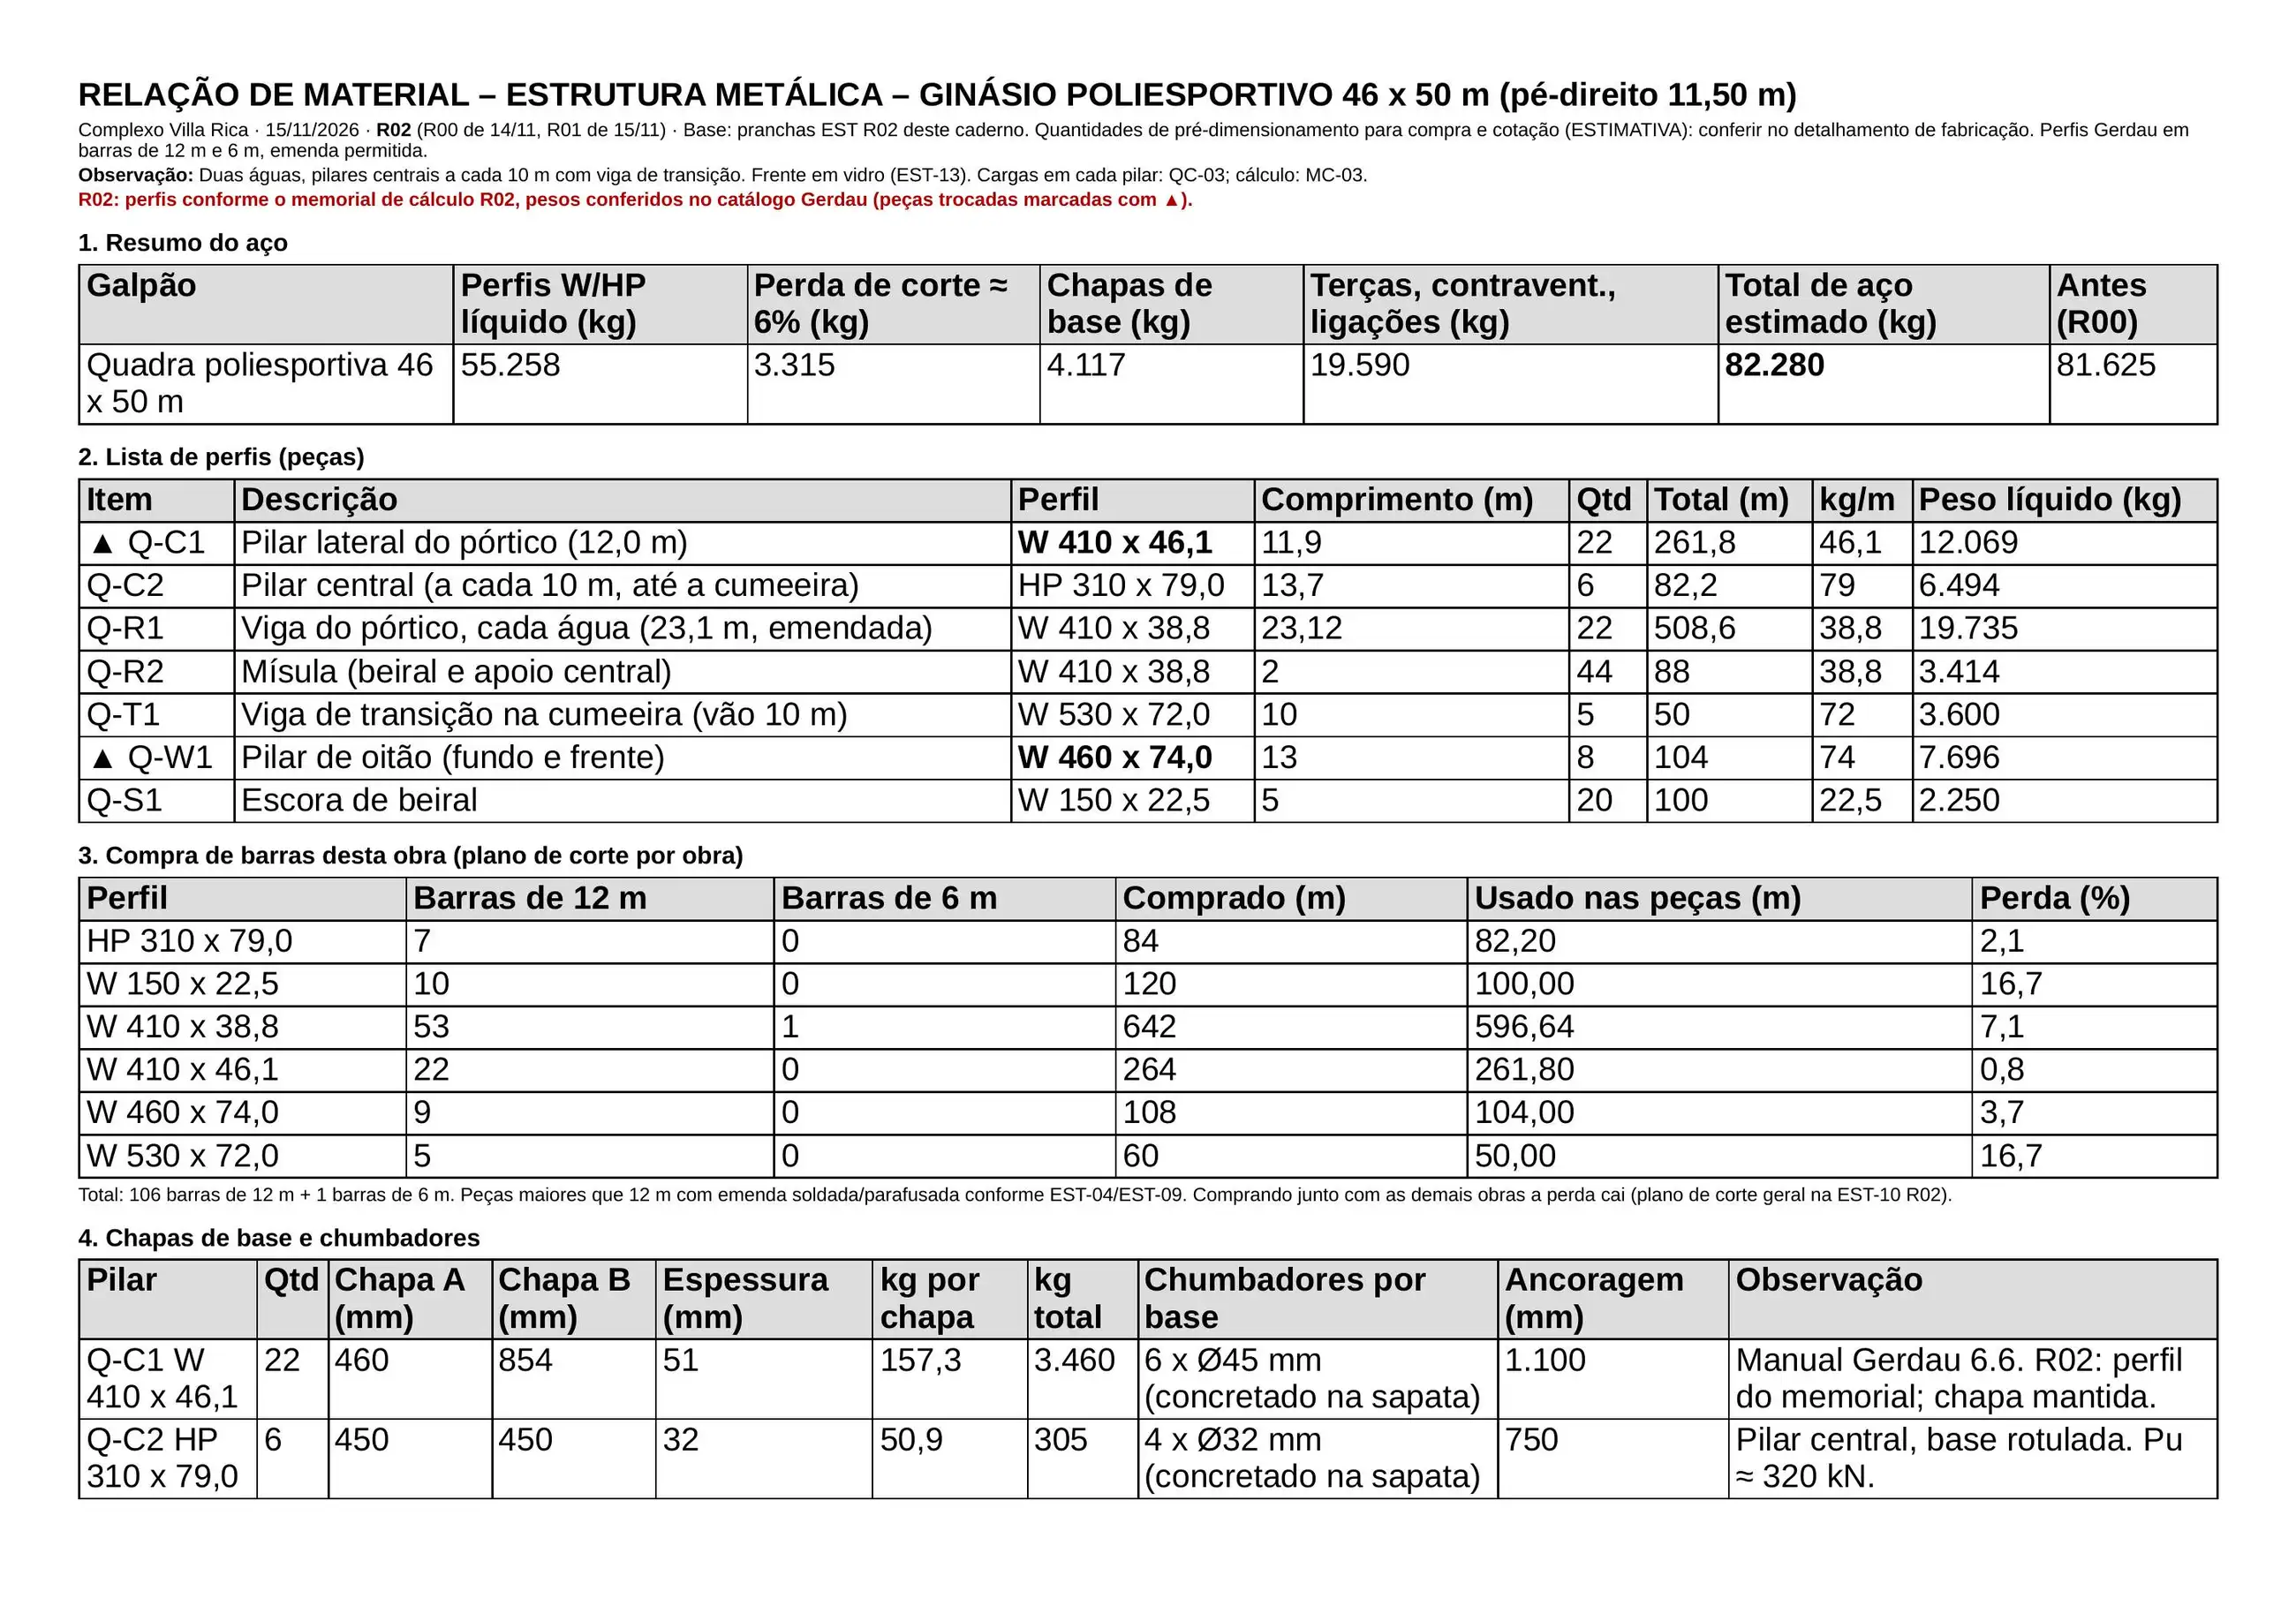 RELAÇÃO DE MATERIAL – ESTRUTURA METÁLICA – GINÁSIO POLIESPORTIVO 46 x 50 m (pé-direito 11,50 m)
Complexo Villa Rica · 15/11/2026 · R02 (R00 de 14/11, R01 de 15/11) · Base: pranchas EST R02 deste caderno. Quantidades de pré-dimensionamento para compra e cotação (ESTIMATIVA): conferir no detalhamento de fabricação. Perfis Gerdau em
barras de 12 m e 6 m, emenda permitida.
Observação: Duas águas, pilares centrais a cada 10 m com viga de transição. Frente em vidro (EST-13). Cargas em cada pilar: QC-03; cálculo: MC-03.
R02: perfis conforme o memorial de cálculo R02, pesos conferidos no catálogo Gerdau (peças trocadas marcadas com ▲).
1. Resumo do aço
Galpão | Perfis W/HP líquido (kg) | Perda de corte ≈ 6% (kg) | Chapas de base (kg) | Terças, contravent., ligações (kg) | Total de aço estimado (kg) | Antes (R00)
Quadra poliesportiva 46 x 50 m | 55.258 | 3.315 | 4.117 | 19.590 | 82.280 | 81.625
2. Lista de perfis (peças)
Item | Descrição | Perfil | Comprimento (m) | Qtd | Total (m) | kg/m | Peso líquido (kg)
▲ Q-C1 | Pilar lateral do pórtico (12,0 m) | W 410 x 46,1 | 11,9 | 22 | 261,8 | 46,1 | 12.069
Q-C2 | Pilar central (a cada 10 m, até a cumeeira) | HP 310 x 79,0 | 13,7 | 6 | 82,2 | 79 | 6.494
Q-R1 | Viga do pórtico, cada água (23,1 m, emendada) | W 410 x 38,8 | 23,12 | 22 | 508,6 | 38,8 | 19.735
Q-R2 | Mísula (beiral e apoio central) | W 410 x 38,8 | 2 | 44 | 88 | 38,8 | 3.414
Q-T1 | Viga de transição na cumeeira (vão 10 m) | W 530 x 72,0 | 10 | 5 | 50 | 72 | 3.600
▲ Q-W1 | Pilar de oitão (fundo e frente) | W 460 x 74,0 | 13 | 8 | 104 | 74 | 7.696
Q-S1 | Escora de beiral | W 150 x 22,5 | 5 | 20 | 100 | 22,5 | 2.250
3. Compra de barras desta obra (plano de corte por obra)
Perfil | Barras de 12 m | Barras de 6 m | Comprado (m) | Usado nas peças (m) | Perda (%)
HP 310 x 79,0 | 7 | 0 | 84 | 82,20 | 2,1
W 150 x 22,5 | 10 | 0 | 120 | 100,00 | 16,7
W 410 x 38,8 | 53 | 1 | 642 | 596,64 | 7,1
W 410 x 46,1 | 22 | 0 | 264 | 261,80 | 0,8
W 460 x 74,0 | 9 | 0 | 108 | 104,00 | 3,7
W 530 x 72,0 | 5 | 0 | 60 | 50,00 | 16,7
Total: 106 barras de 12 m + 1 barras de 6 m. Peças maiores que 12 m com emenda soldada/parafusada conforme EST-04/EST-09. Comprando junto com as demais obras a perda cai (plano de corte geral na EST-10 R02).
4. Chapas de base e chumbadores
Pilar | Qtd | Chapa A (mm) | Chapa B (mm) | Espessura (mm) | kg por chapa | kg total | Chumbadores por base | Ancoragem (mm) | Observação
Q-C1 W 410 x 46,1 | 22 | 460 | 854 | 51 | 157,3 | 3.460 | 6 x Ø45 mm (concretado na sapata) | 1.100 | Manual Gerdau 6.6. R02: perfil do memorial; chapa mantida.
Q-C2 HP 310 x 79,0 | 6 | 450 | 450 | 32 | 50,9 | 305 | 4 x Ø32 mm (concretado na sapata) | 750 | Pilar central, base rotulada. Pu ≈ 320 kN.